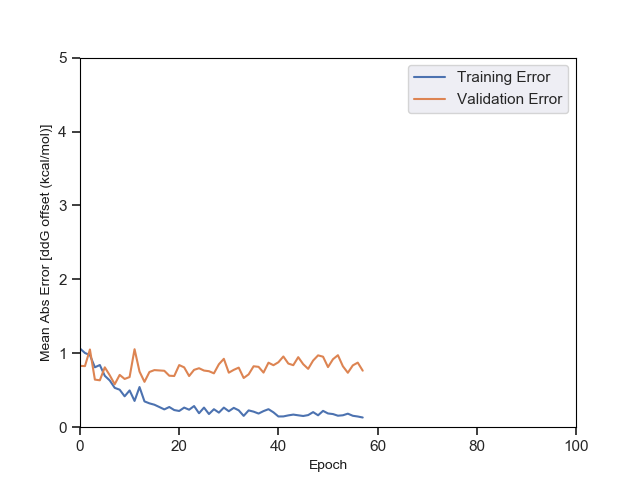 Training Error
Validation Error
5
4
3
2
1
0
Mean Abs Error [ddG offset (kcal/mol)]
0 20 40 60 80 100
Epoch